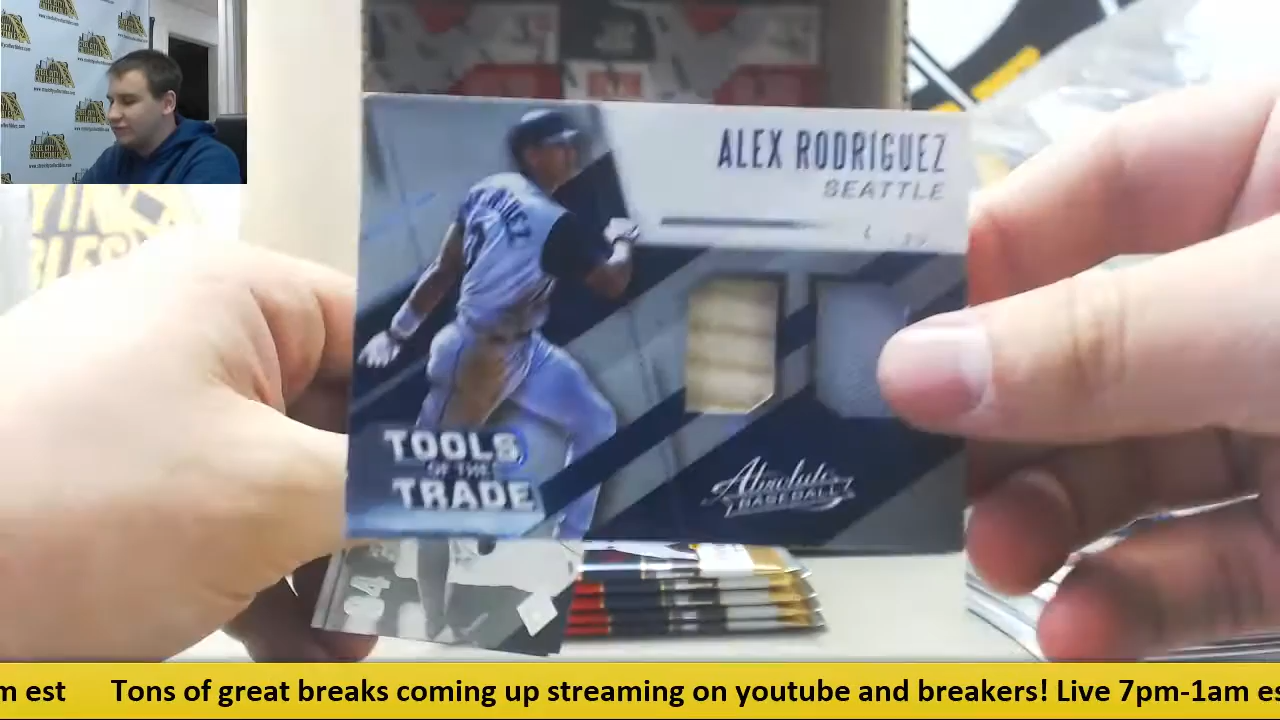 ALEX RODRIGUEZ
SEATTLE
TOOLS
OF THE
TRADE
Absolute
BASEBALL
m est Tons of great breaks coming up streaming on youtube and breakers! Live 7pm-1am es